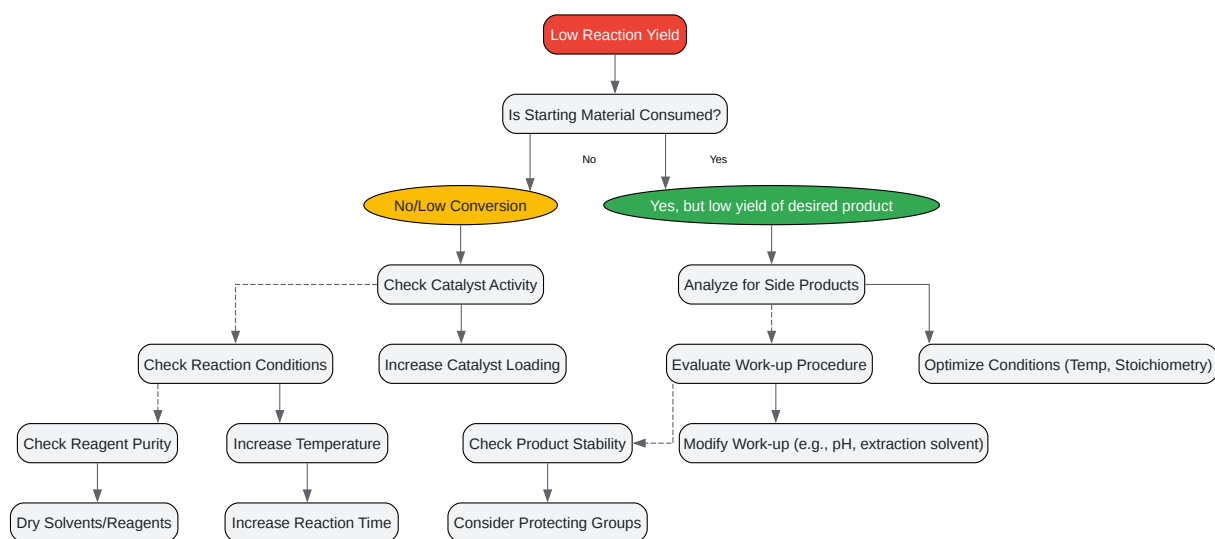 Low Reaction Yield
Is Starting Material Consumed?
No
Yes
No/Low Conversion
Yes, but low yield of desired product
Check Catalyst Activity
Analyze for Side Products
Check Reaction Conditions
Increase Catalyst Loading
Evaluate Work-up Procedure
Optimize Conditions (Temp, Stoichiometry)
Check Reagent Purity
Increase Temperature
Check Product Stability
Modify Work-up (e.g., pH, extraction solvent)
Dry Solvents/Reagents
Increase Reaction Time
Consider Protecting Groups